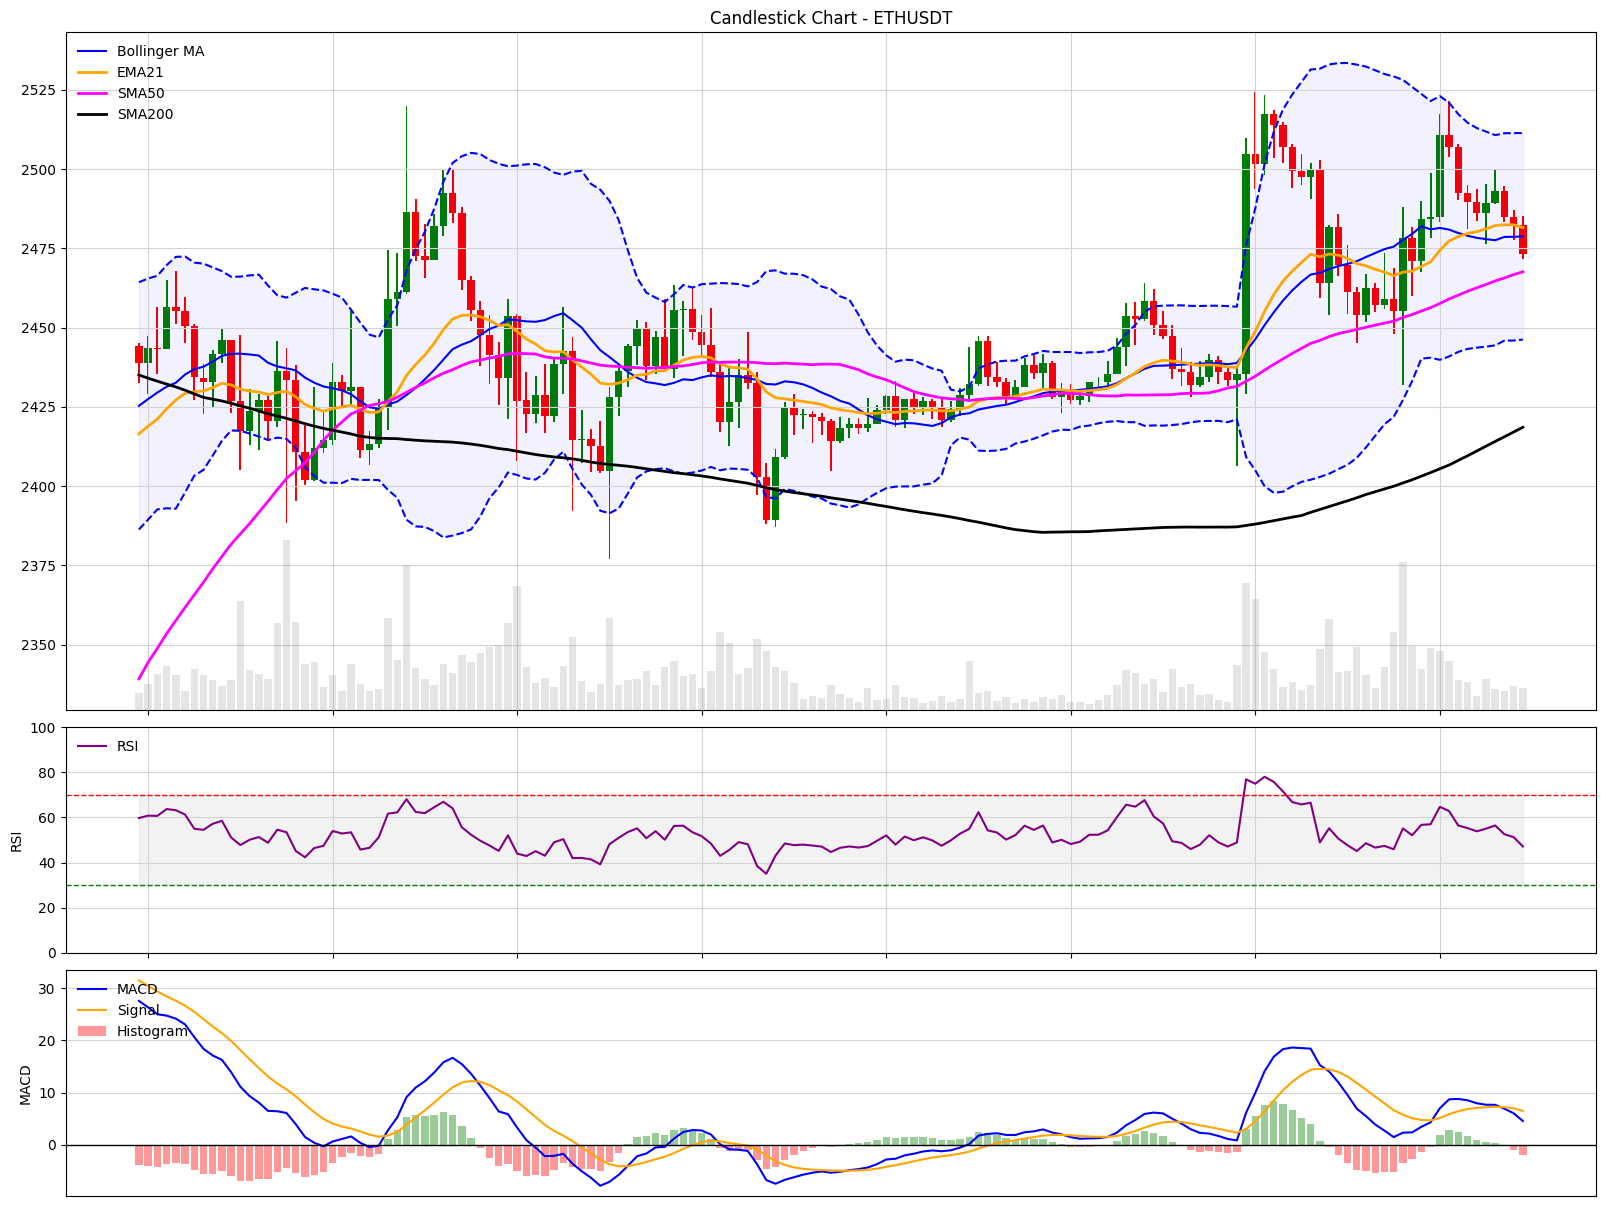 Candlestick Chart - ETHUSDT
Bollinger MA
EMA21
SMA50
SMA200
2525
2500
2475
2450
2425
2400
2375
2350
RSI
100
80
60
40
20
0
RSI
MACD
Signal
Histogram
30
20
10
0
MACD